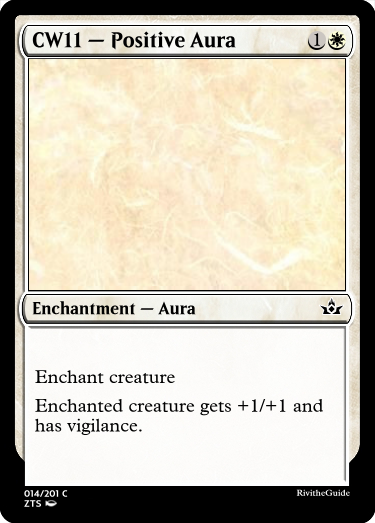 CW11 — Positive Aura 1
Enchantment — Aura
Enchant creature
Enchanted creature gets +1/+1 and
has vigilance.
014/201 C
ZTS
RivitheGuide